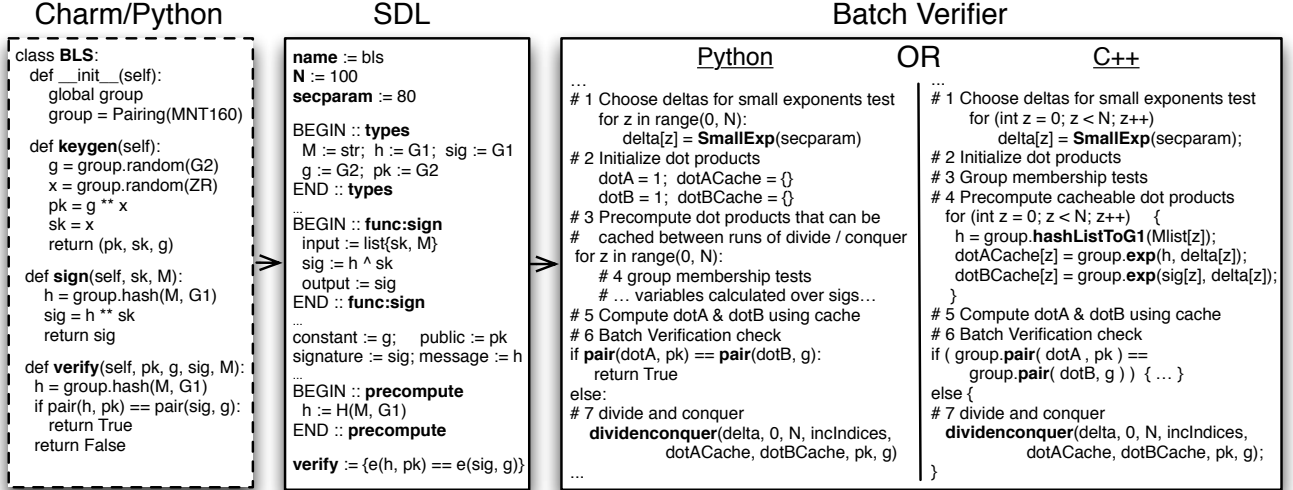 Charm/Python
SDL
Batch Verifier
class BLS:
def __init__(self):
global group
group = Pairing(MNT160)
def keygen(self):
g = group.random(G2)
x = group.random(ZR)
pk = g ** x
sk = x
return (pk, sk, g)
def sign(self, sk, M):
h = group.hash(M, G1)
sig = h ** sk
return sig
def verify(self, pk, g, sig, M):
h = group.hash(M, G1)
if pair(h, pk) == pair(sig, g):
return True
return False
name := bls
N := 100
secparam := 80
BEGIN :: types
M := str; h := G1; sig := G1
g := G2; pk := G2
END :: types
...
BEGIN :: func:sign
input := list{sk, M}
sig := h ^ sk
output := sig
END :: func:sign
...
constant := g; public := pk
signature := sig; message := h
...
BEGIN :: precompute
h := H(M, G1)
END :: precompute
verify := {e(h, pk) == e(sig, g)}
Python
OR
C++
...
# 1 Choose deltas for small exponents test
for z in range(0, N):
delta[z] = SmallExp(secparam)
# 2 Initialize dot products
dotA = 1; dotACache = {}
dotB = 1; dotBCache = {}
# 3 Precompute dot products that can be
# cached between runs of divide / conquer
for z in range(0, N):
# 4 group membership tests
# ... variables calculated over sigs...
# 5 Compute dotA & dotB using cache
# 6 Batch Verification check
if pair(dotA, pk) == pair(dotB, g):
return True
else:
# 7 divide and conquer
dividenconquer(delta, 0, N, incIndices,
dotACache, dotBCache, pk, g)
...
...
# 1 Choose deltas for small exponents test
for (int z = 0; z < N; z++)
delta[z] = SmallExp(secparam);
# 2 Initialize dot products
# 3 Group membership tests
# 4 Precompute cacheable dot products
for (int z = 0; z < N; z++) {
h = group.hashListToG1(Mlist[z]);
dotACache[z] = group.exp(h, delta[z]);
dotBCache[z] = group.exp(sig[z], delta[z]);
}
# 5 Compute dotA & dotB using cache
# 6 Batch Verification check
if ( group.pair( dotA , pk ) ==
group.pair( dotB, g ) ) { ... }
else {
# 7 divide and conquer
dividenconquer(delta, 0, N, incIndices,
dotACache, dotBCache, pk, g);
}